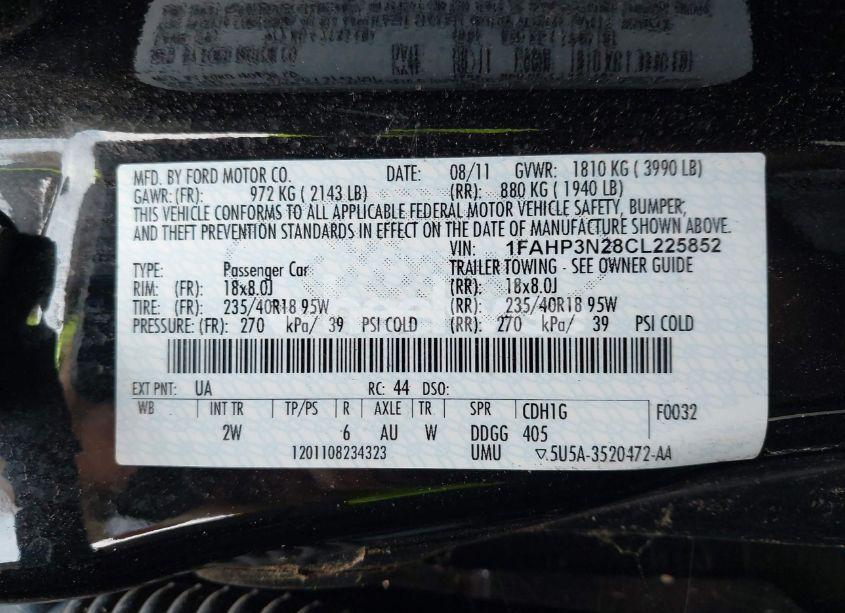 MFD. BY FORD MOTOR CO. DATE: 08/11 GVWR: 1810 KG ( 3990 LB)
GAWR: (FR): 972 KG ( 2143 LB) (RR): 880 KG ( 1940 LB)
THIS VEHICLE CONFORMS TO ALL APPLICABLE FEDERAL MOTOR VEHICLE SAFETY, BUMPER,
AND THEFT PREVENTION STANDARDS IN EFFECT ON THE DATE OF MANUFACTURE SHOWN ABOVE.
VIN: 1FAHP3N28CL225852
TYPE: Passenger Car TRAILER TOWING - SEE OWNER GUIDE
RIM: (FR): 18x8.0J (RR): 18x8.0J
TIRE: (FR): 235/40R18 95W (RR): 235/40R18 95W
PRESSURE: (FR): 270 kPa/ 39 PSI COLD (RR): 270 kPa/ 39 PSI COLD
EXT PNT: UA RC: 44 DSO:
WB INT TR TP/PS R AXLE TR SPR CDH1G F0032
2W 6 AU W DDGG 405
1201108234323 UMU ▽.5U5A-3520472-AA